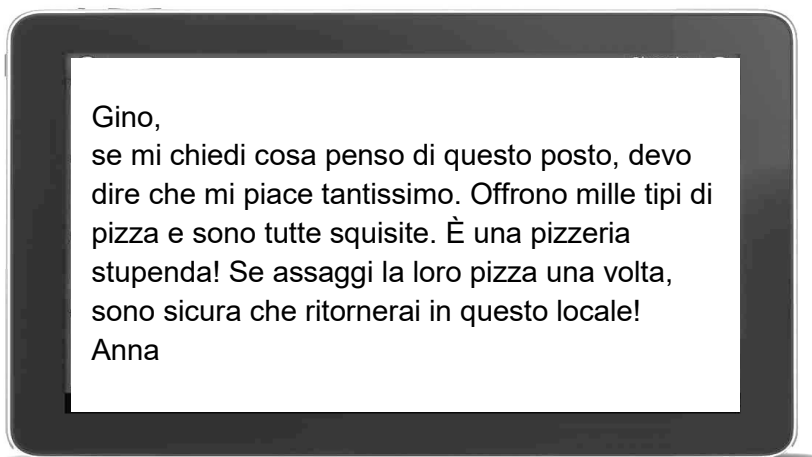 Gino,
se mi chiedi cosa penso di questo posto, devo
dire che mi piace tantissimo. Offrono mille tipi di
pizza e sono tutte squisite. È una pizzeria
stupenda! Se assaggi la loro pizza una volta,
sono sicura che ritornerai in questo locale!
Anna